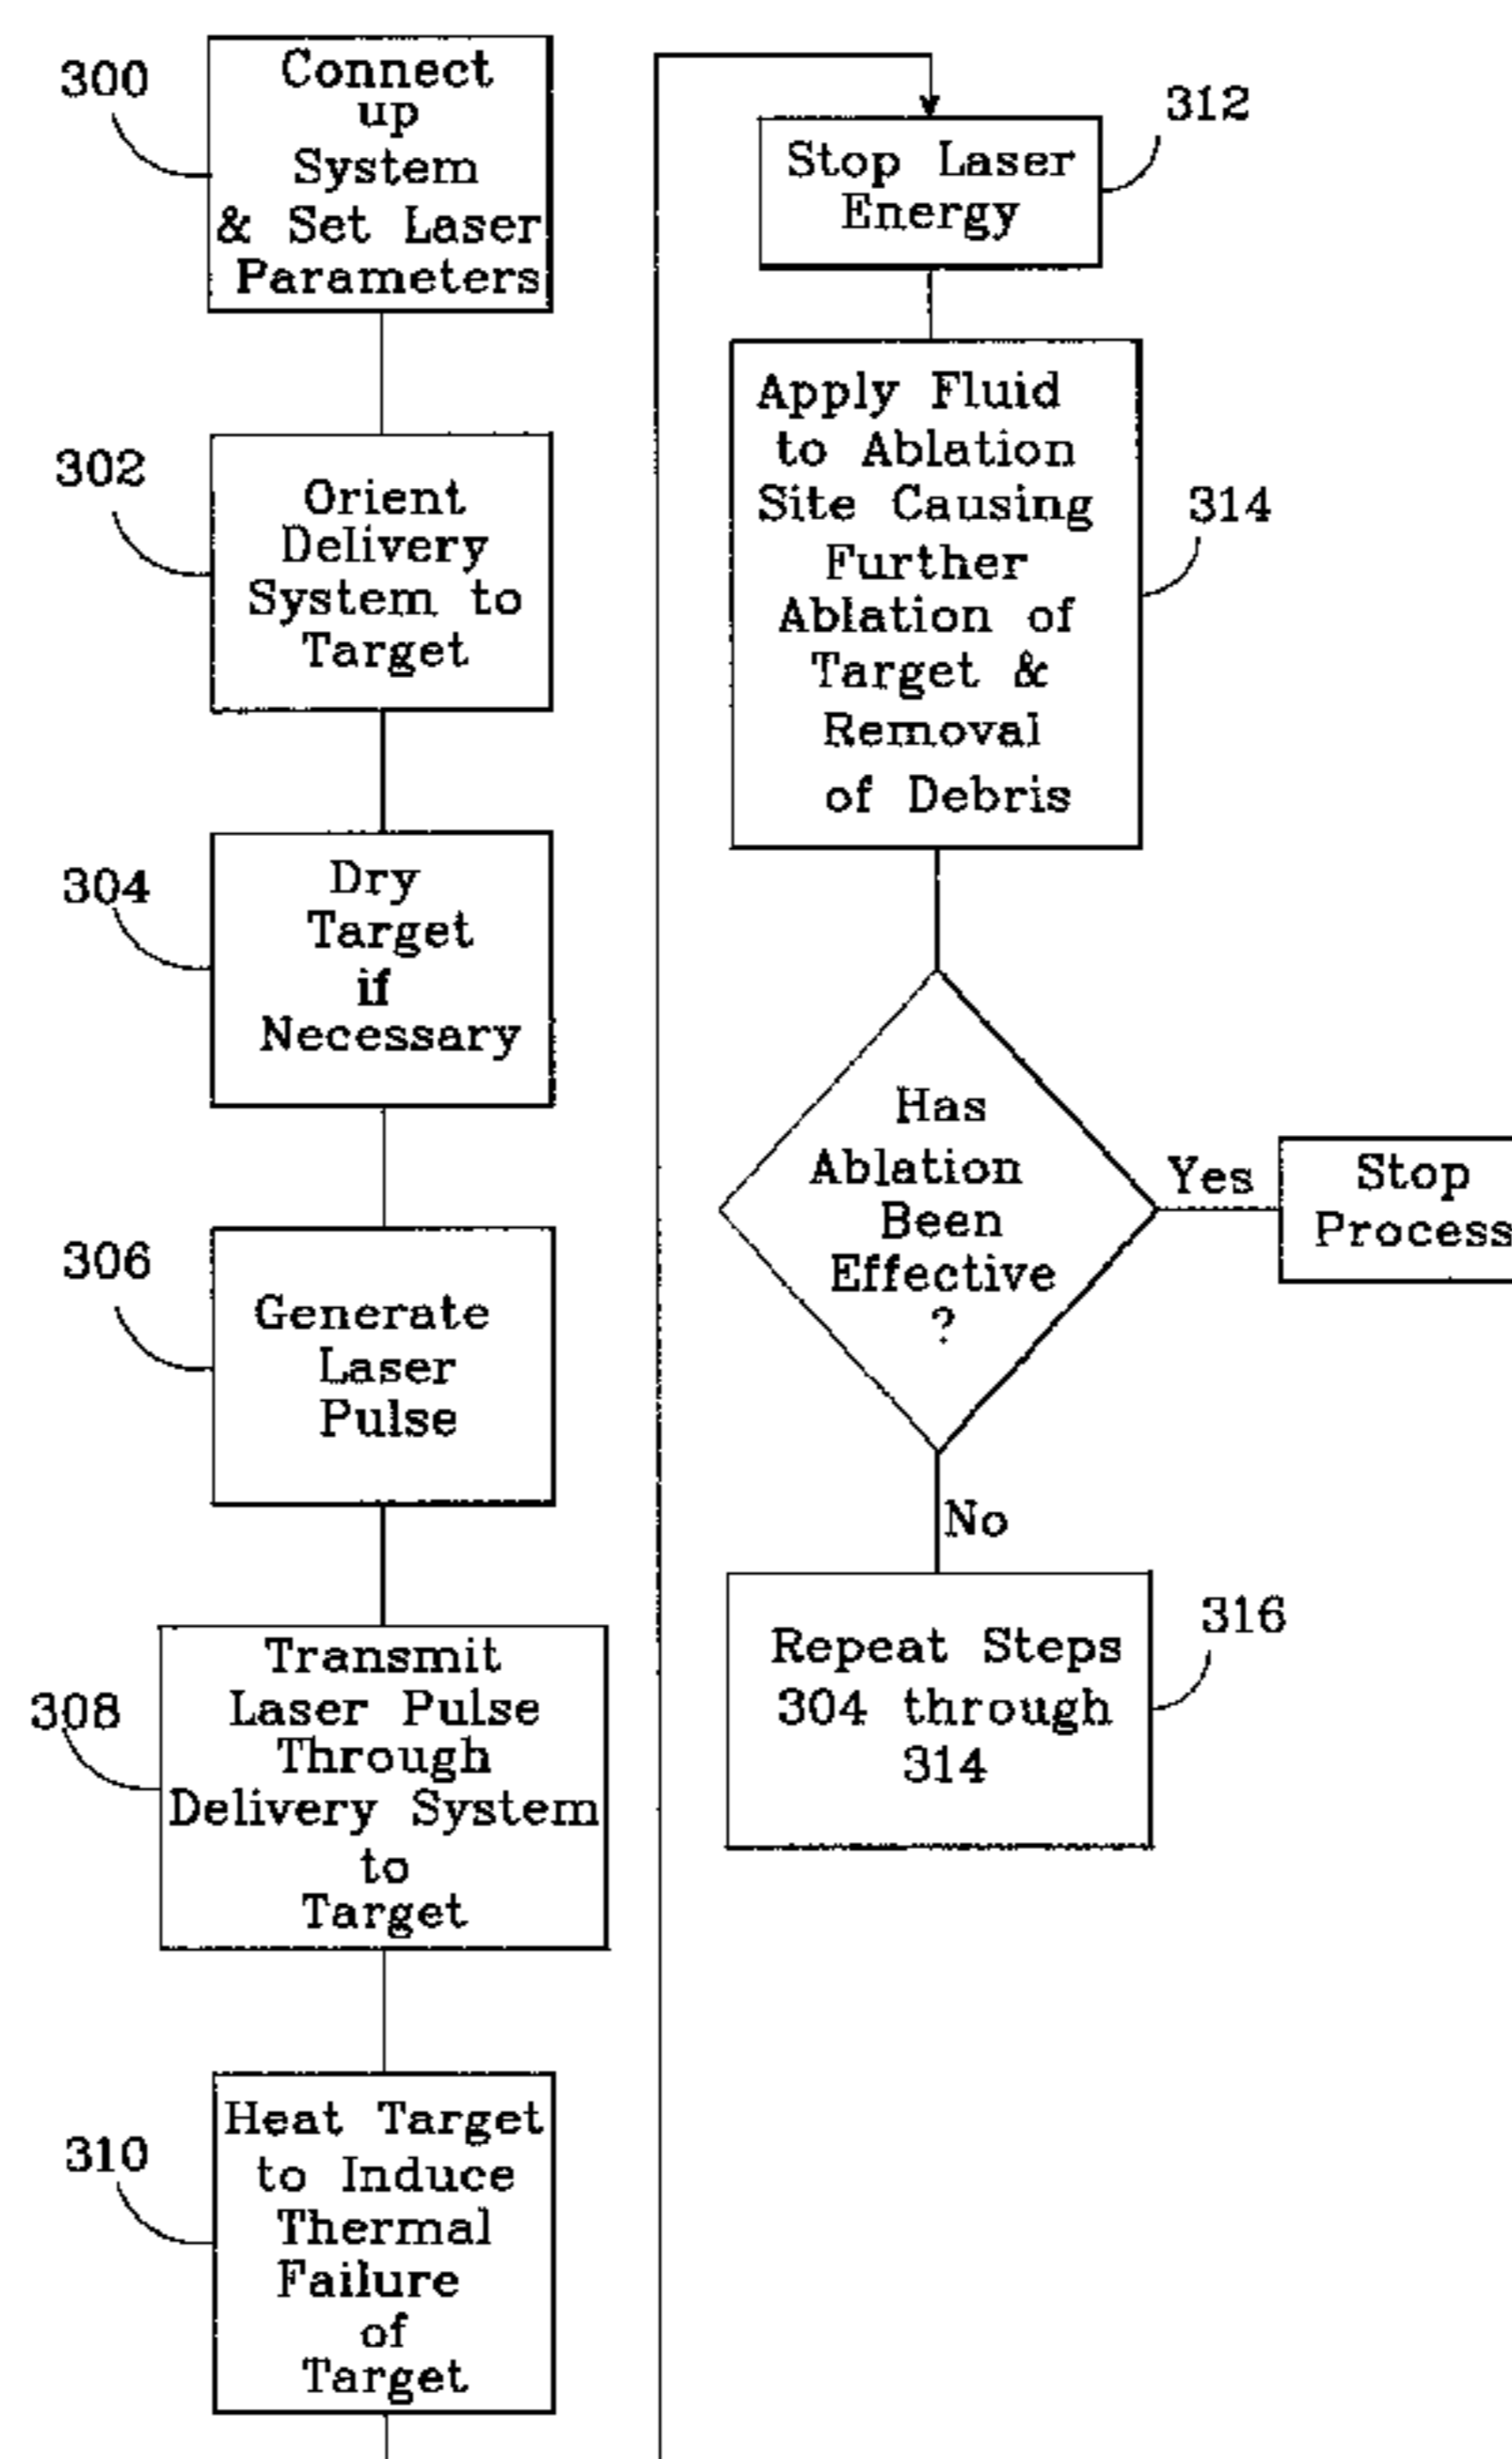 300
Connect
up
System
& Set Laser
Parameters
302
Orient
Delivery
System to
Target
304
Dry
Target
if
Necessary
306
Generate
Laser
Pulse
308
Transmit
Laser Pulse
Through
Delivery System
to
Target
310
Heat Target
to Induce
Thermal
Failure
of
Target
312
Stop Laser
Energy
314
Apply Fluid
to Ablation
Site Causing
Further
Ablation of
Target &
Removal
of Debris
Has
Ablation
Been
Effective
?
Yes
Stop
Process
No
316
Repeat Steps
304 through
314